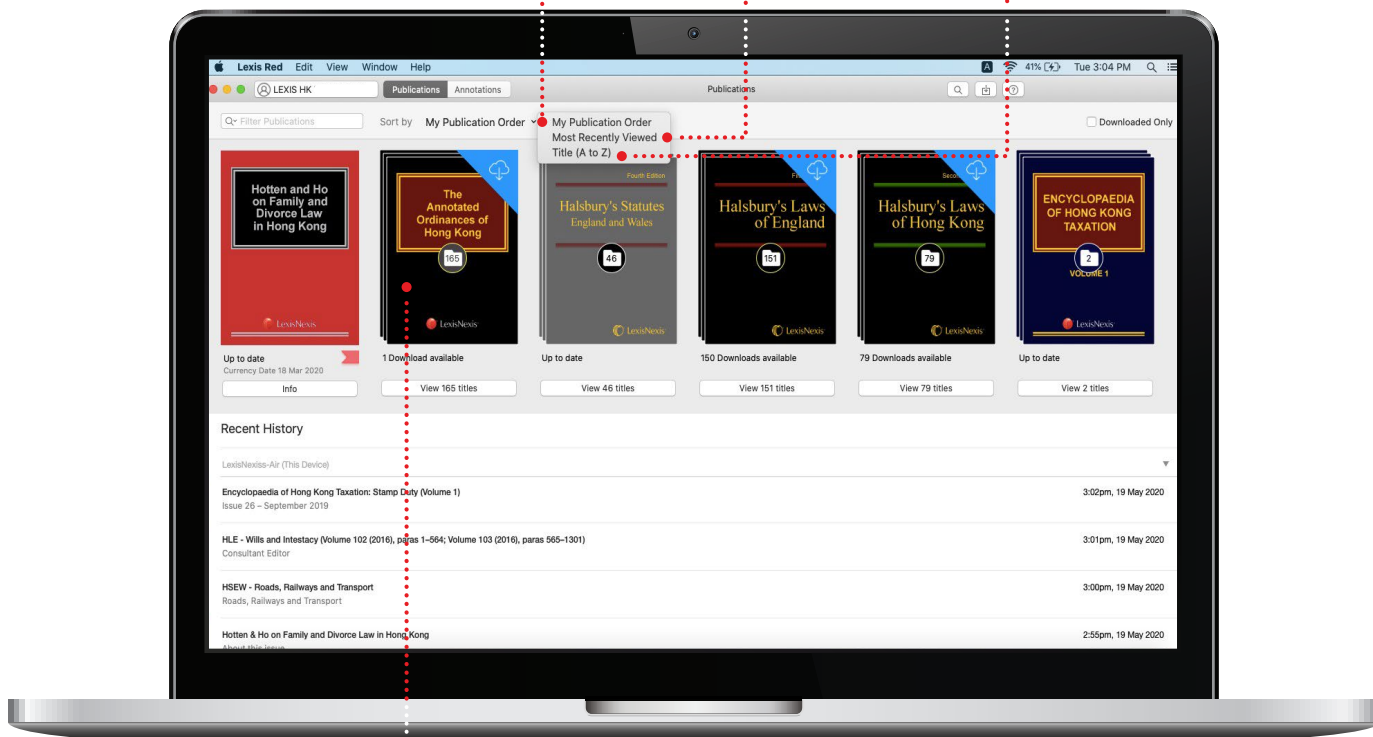 Lexis Red Edit View Window Help
A 41% Tue 3:04 PM
LEXIS HK
Publications Annotations
Publications
?
Filter Publications
Sort by My Publication Order
My Publication Order
Most Recently Viewed
Title (A to Z)
Downloaded Only
Hotten and Ho
on Family and
Divorce Law
in Hong Kong
LexisNexis
The
Annotated
Ordinances of
Hong Kong
165
LexisNexis
Fourth Edition
Halsbury's Statutes
England and Wales
46
LexisNexis
Halsbury's Laws
of England
151
LexisNexis
Halsbury's Laws
of Hong Kong
79
LexisNexis
ENCYCLOPAEDIA
OF HONG KONG
TAXATION
2
VOLUME 1
LexisNexis
Up to date
Currency Date 18 Mar 2020
Info
1 Download available
View 165 titles
Up to date
View 46 titles
150 Downloads available
View 151 titles
79 Downloads available
View 79 titles
Up to date
View 2 titles
Recent History
LexisNexiss-Air (This Device)
Encyclopaedia of Hong Kong Taxation: Stamp Duty (Volume 1) 3:02pm, 19 May 2020
Issue 26 – September 2019
HLE - Wills and Intestacy (Volume 102 (2016), paras 1–564; Volume 103 (2016), paras 565–1301) 3:01pm, 19 May 2020
Consultant Editor
HSEW - Roads, Railways and Transport 3:00pm, 19 May 2020
Roads, Railways and Transport
Hotten & Ho on Family and Divorce Law in Hong Kong 2:55pm, 19 May 2020
About this issue